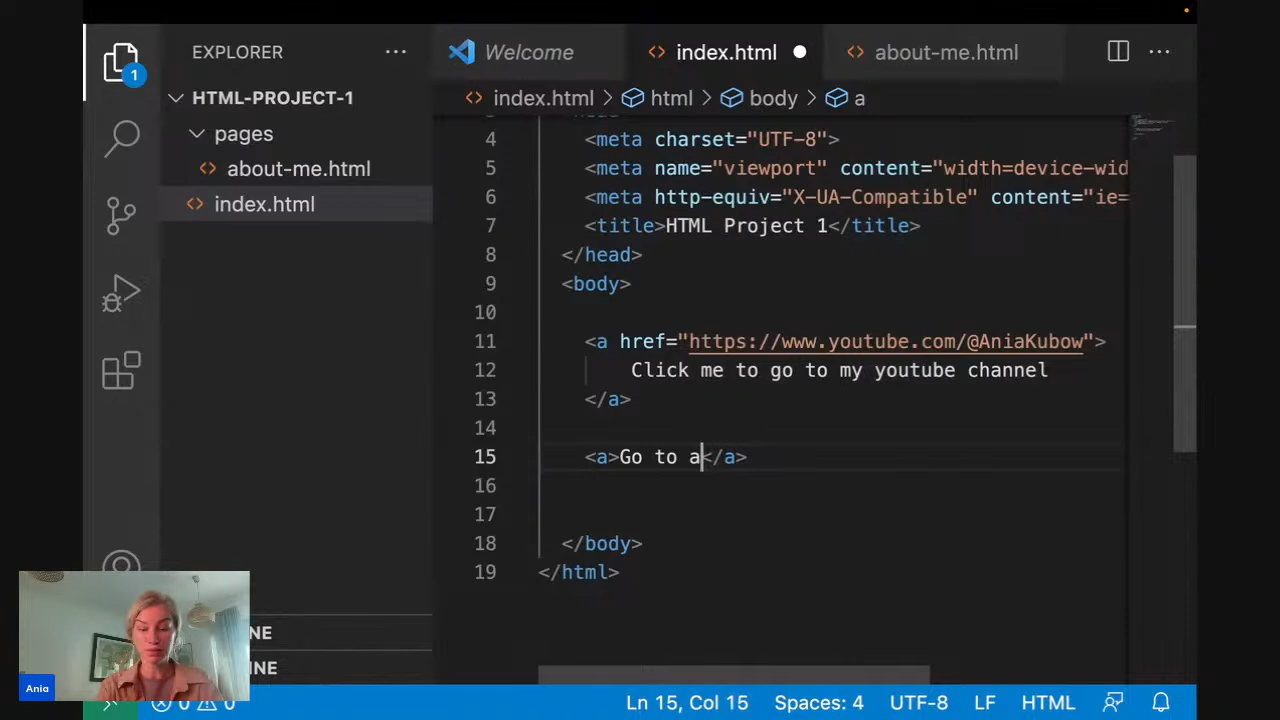 EXPLORER
Welcome
index.html
about-me.html
1
HTML-PROJECT-1
index.html > html > body > a
pages
about-me.html
index.html
4 <meta charset="UTF-8">
5 <meta name="viewport" content="width=device-wid
6 <meta http-equiv="X-UA-Compatible" content="ie=
7 <title>HTML Project 1</title>
8 </head>
9 <body>
10
11 <a href="https://www.youtube.com/@AniaKubow">
12 Click me to go to my youtube channel
13 </a>
14
15 <a>Go to a</a>
16
17
18 </body>
19 </html>
NE
INE
Ania
0 0
Ln 15, Col 15
Spaces: 4
UTF-8
LF
HTML